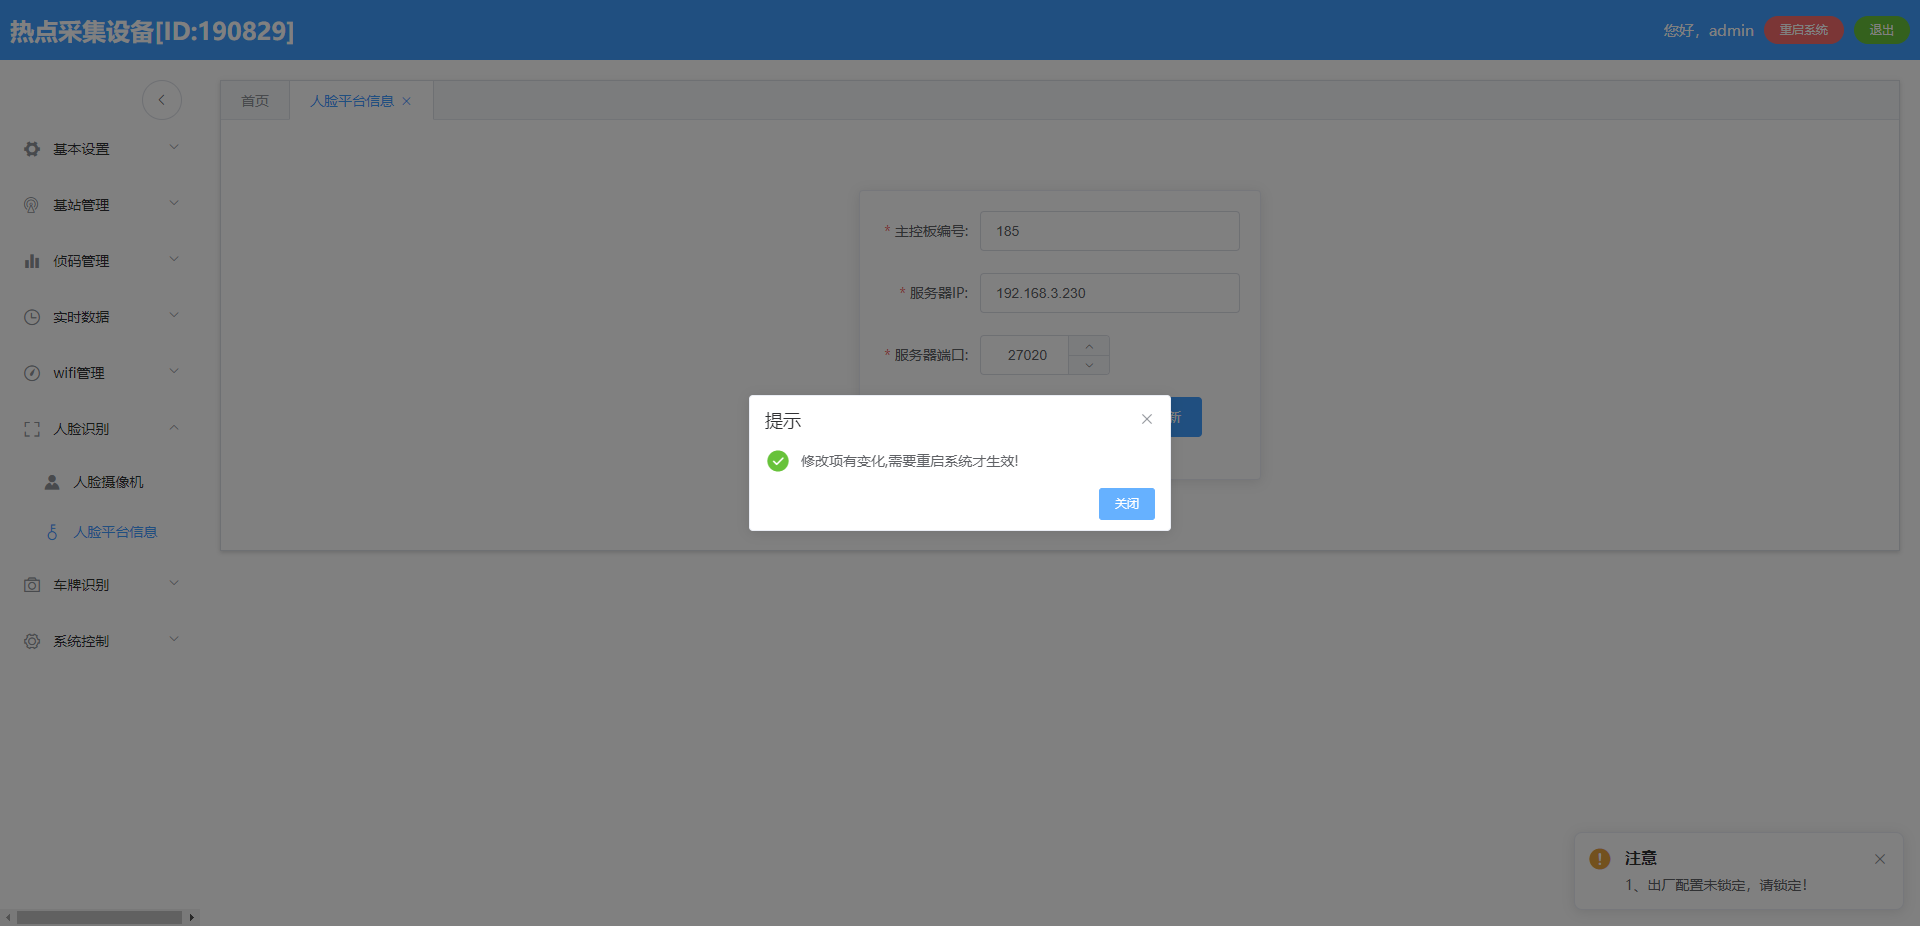 热点采集设备[ID:190829]
您好，admin
重启系统
退出
首页
人脸平台信息
基本设置
基站管理
侦码管理
实时数据
wifi管理
人脸识别
人脸摄像机
人脸平台信息
车牌识别
系统控制
* 主控板编号:
185
* 服务器IP:
192.168.3.230
* 服务器端口:
27020
新
提示
修改项有变化,需要重启系统才生效!
关闭
注意
1、出厂配置未锁定，请锁定！